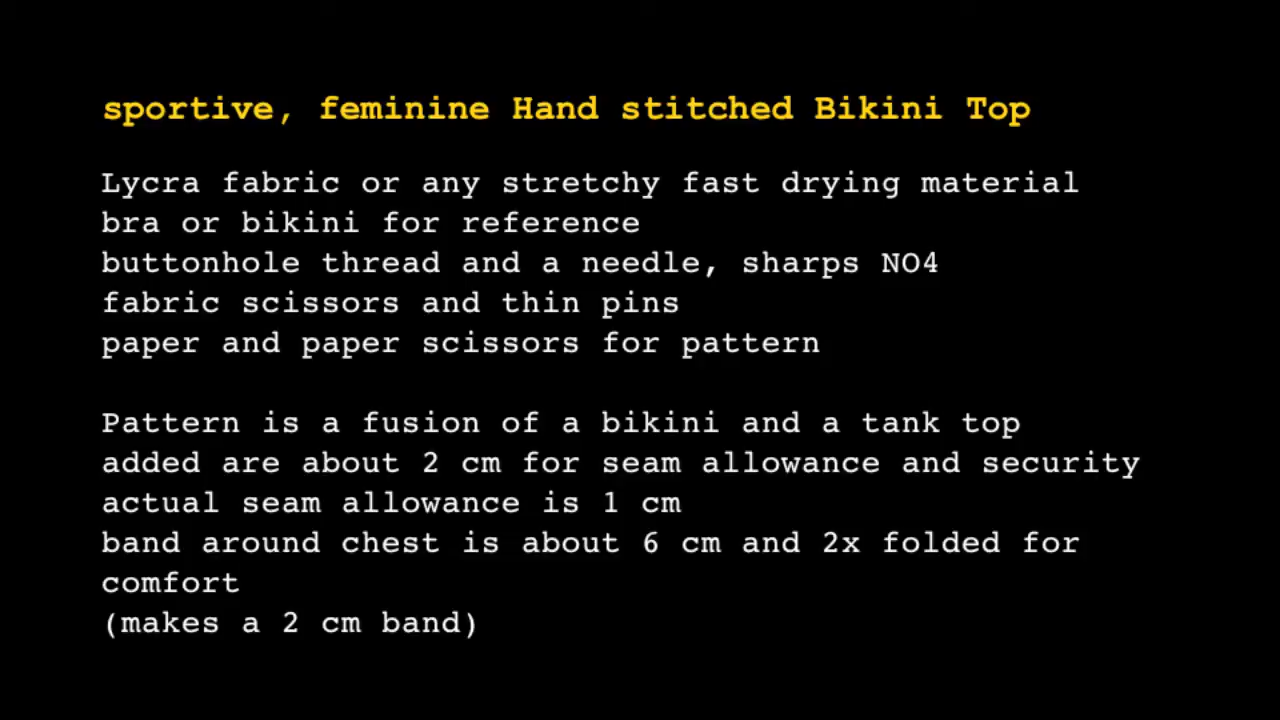 sportive, feminine Hand stitched Bikini Top
Lycra fabric or any stretchy fast drying material
bra or bikini for reference
buttonhole thread and a needle, sharps NO4
fabric scissors and thin pins
paper and paper scissors for pattern
Pattern is a fusion of a bikini and a tank top
added are about 2 cm for seam allowance and security
actual seam allowance is 1 cm
band around chest is about 6 cm and 2x folded for
comfort
(makes a 2 cm band)